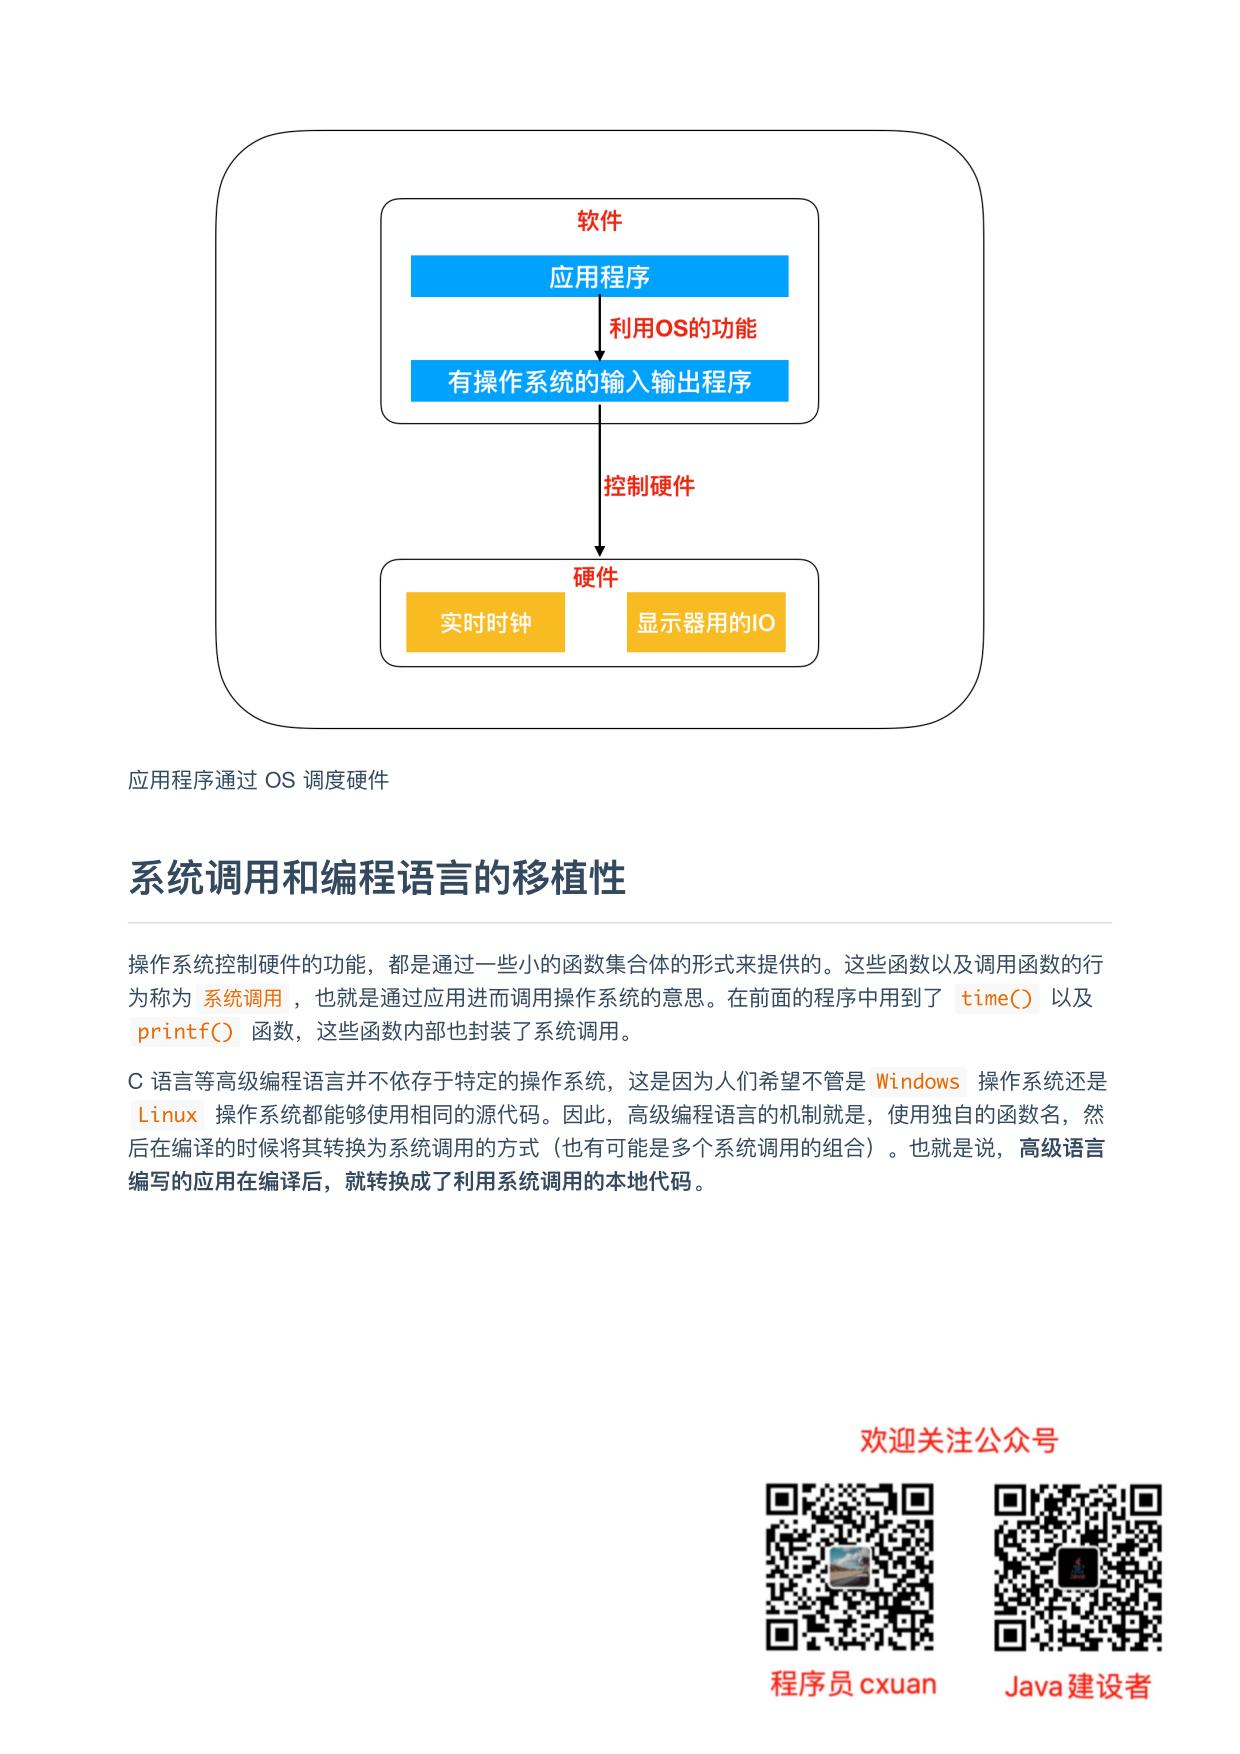 软件
应用程序
利用OS的功能
有操作系统的输入输出程序
控制硬件
硬件
实时时钟 显示器用的IO
应用程序通过 OS 调度硬件
系统调用和编程语言的移植性
操作系统控制硬件的功能，都是通过一些小的函数集合体的形式来提供的。这些函数以及调用函数的行
为称为 系统调用 ，也就是通过应用进而调用操作系统的意思。在前面的程序中用到了 time() 以及
printf() 函数，这些函数内部也封装了系统调用。
C 语言等高级编程语言并不依存于特定的操作系统，这是因为人们希望不管是 Windows 操作系统还是
Linux 操作系统都能够使用相同的源代码。因此，高级编程语言的机制就是，使用独自的函数名，然
后在编译的时候将其转换为系统调用的方式（也有可能是多个系统调用的组合）。也就是说，高级语言
编写的应用在编译后，就转换成了利用系统调用的本地代码。
欢迎关注公众号
程序员cxuan Java建设者